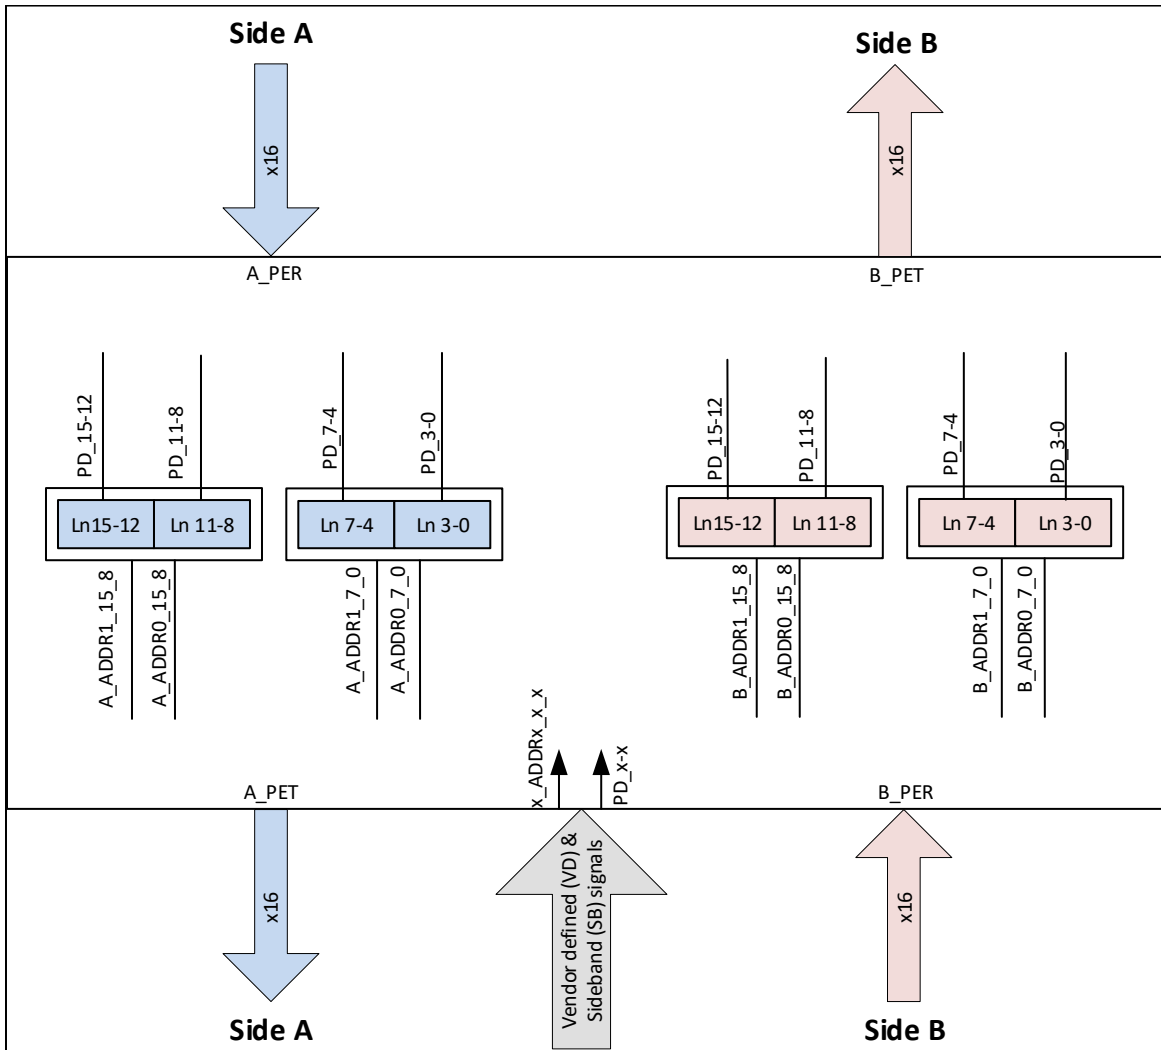 Side A
Side B
x16
x16
A_PER
B_PET
PD_15-12
PD_11-8
PD_7-4
PD_3-0
PD_15-12
PD_11-8
PD_7-4
PD_3-0
Ln15-12
Ln 11-8
Ln 7-4
Ln 3-0
Ln15-12
Ln 11-8
Ln 7-4
Ln 3-0
A_ADDR1_15_8
A_ADDR0_15_8
A_ADDR1_7_0
A_ADDR0_7_0
B_ADDR1_15_8
B_ADDR0_15_8
B_ADDR1_7_0
B_ADDR0_7_0
x_ADDRx_x_x
PD_x-x
A_PET
B_PER
x16
Vendor defined (VD) &
Sideband (SB) signals
x16
Side A
Side B